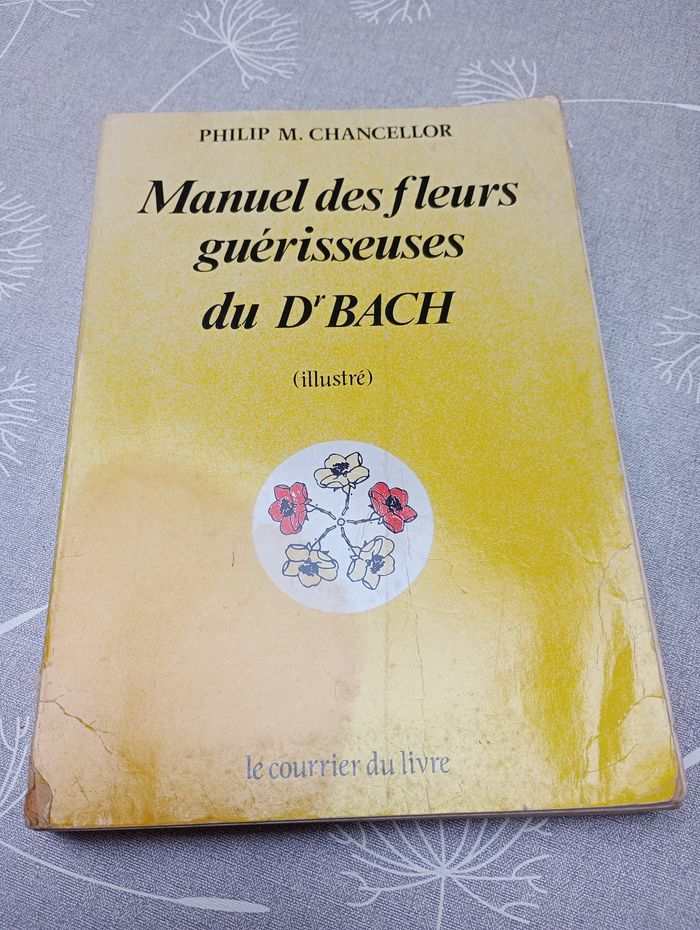 PHILIP M. CHANCELLOR
Manuel des fleurs
guérisseuses
du Dr BACH
(illustré)
le courrier du livre